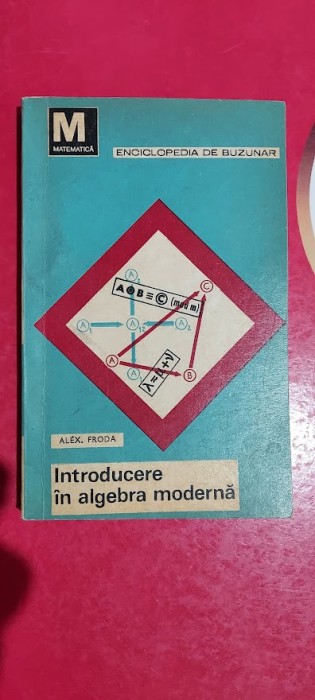 M
MATEMATICĂ
ENCICLOPEDIA DE BUZUNAR
A⊗B≡C (mod m)
C
A
A
A
A
A
B
λ=β+ν
ALEX. FRODA
Introducere
în algebra modernă